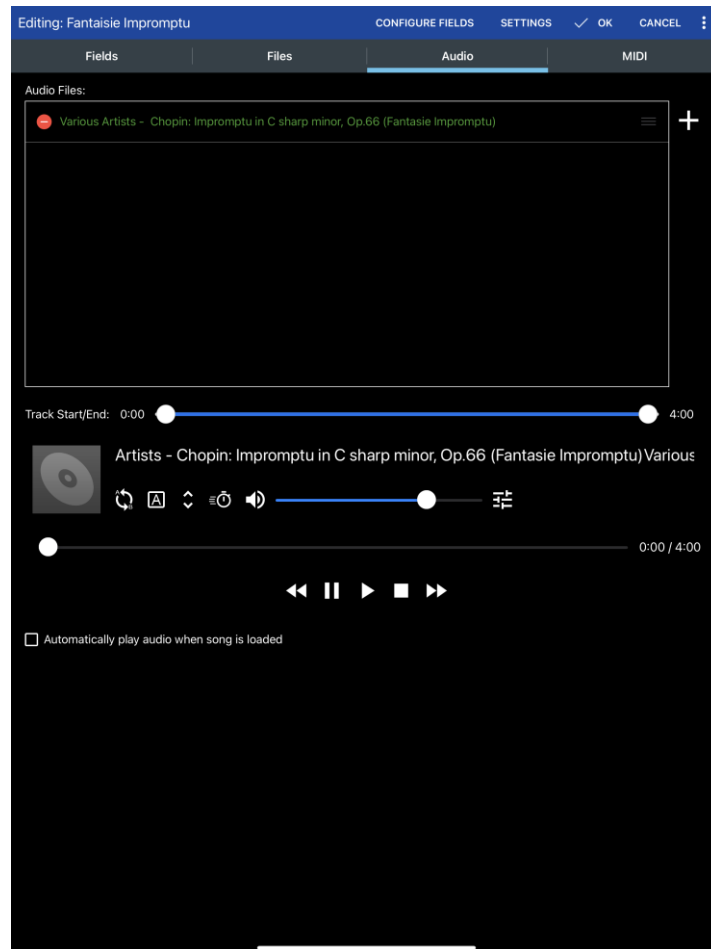 Editing: Fantaisie Impromptu CONFIGURE FIELDS SETTINGS OK CANCEL
Fields Files Audio MIDI
Audio Files:
Various Artists - Chopin: Impromptu in C sharp minor, Op.66 (Fantasie Impromptu)
Track Start/End: 0:00 4:00
Artists - Chopin: Impromptu in C sharp minor, Op.66 (Fantasie Impromptu) Various
A B A
0:00 / 4:00
Automatically play audio when song is loaded